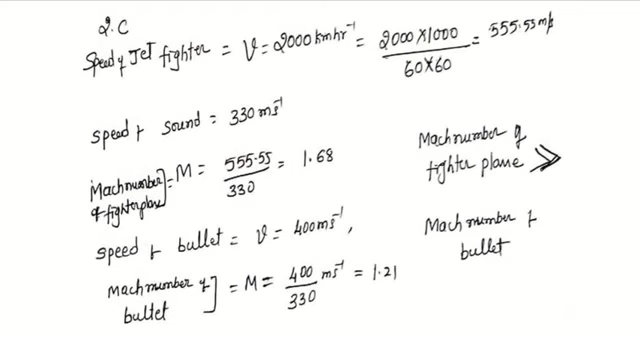 2.C
Speed of Jet fighter = V = 2000 kmhr⁻¹ = 2000×1000 / 60×60 = 555.55 m/s
Speed of sound = 330 ms⁻¹
Mach number of fighter plane ] = M = 555.55 / 330 = 1.68
Mach number of
fighter plane >>
speed of bullet = V = 400 ms⁻¹,
Mach number of
bullet
Mach number of bullet ] = M = 400 / 330 ms⁻¹ = 1.21